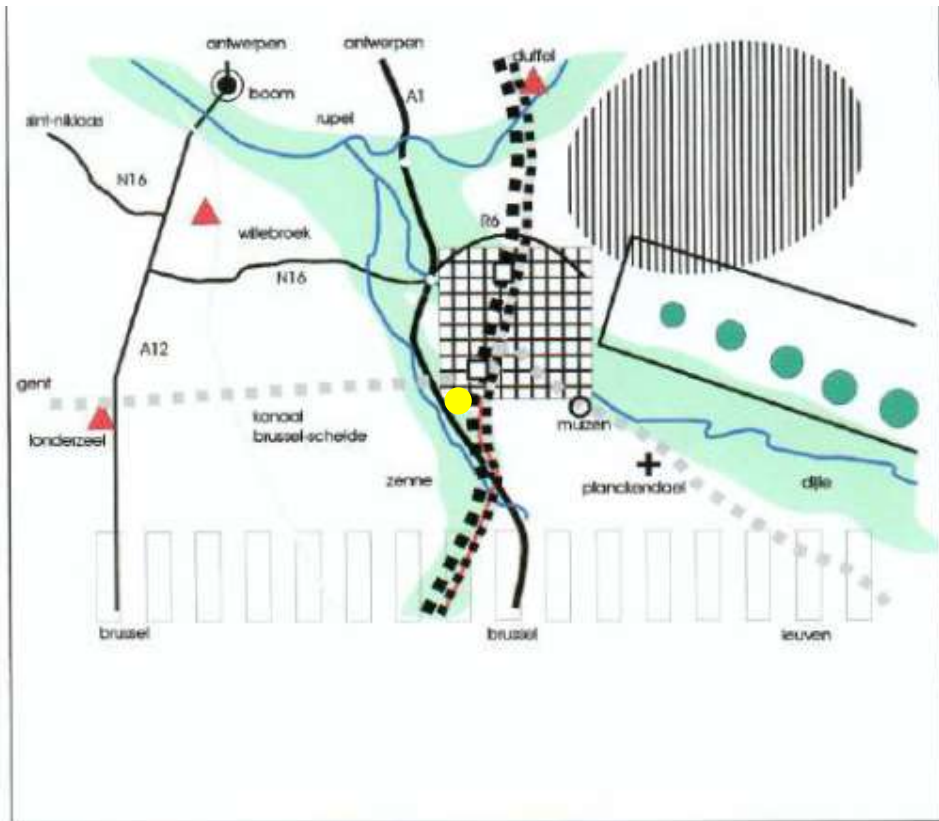 antwerpen
antwerpen
duffel
boom
A1
rupel
sint-niklaas
N16
R6
willebroek
N16
A12
gent
londerzeel
kanaal
brussel-schelde
muizen
zenne
planckendael
dijle
brussel
brussel
leuven